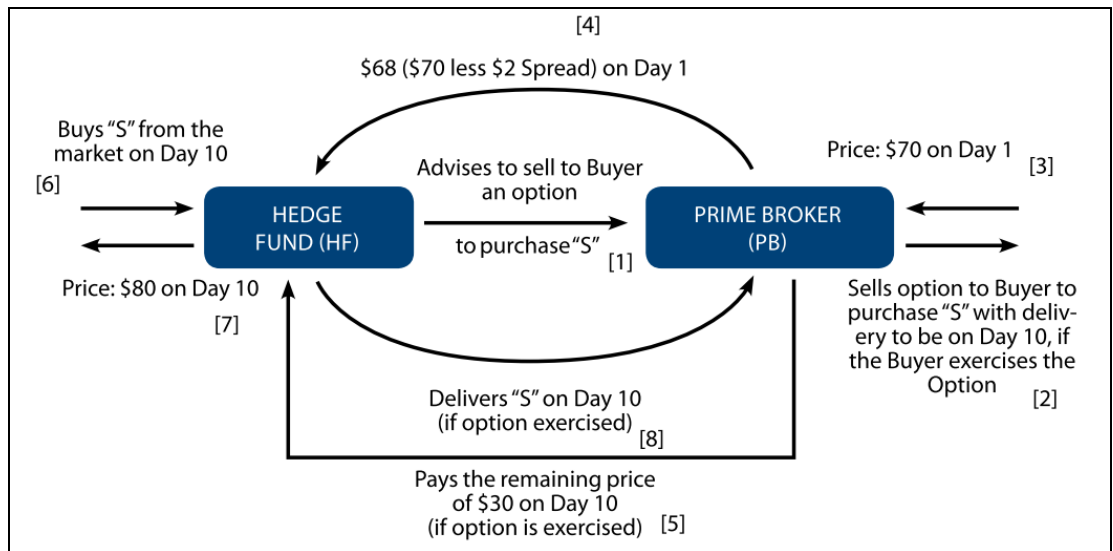 [4]
$68 ($70 less $2 Spread) on Day 1
Buys “S” from the
market on Day 10
[6]
Advises to sell to Buyer
an option
to purchase “S”
[1]
Price: $70 on Day 1
[3]
HEDGE
FUND (HF)
PRIME BROKER
(PB)
Price: $80 on Day 10
[7]
Sells option to Buyer to
purchase “S” with deliv-
ery to be on Day 10, if
the Buyer exercises the
Option
[2]
Delivers “S” on Day 10
(if option exercised)
[8]
Pays the remaining price
of $30 on Day 10
(if option is exercised)
[5]